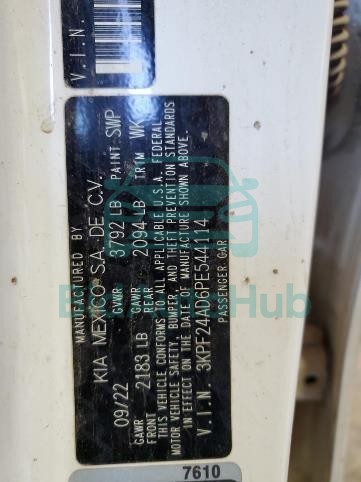 V.I.N.
MANUFACTURED BY
KIA MEXICO S.A. DE C.V.
09/22 GVWR 3792 LB PAINT SWP
GAWR FRONT 2183 LB GAWR REAR 2094 LB TRIM WK
THIS VEHICLE CONFORMS TO ALL APPLICABLE U.S.A. FEDERAL
MOTOR VEHICLE SAFETY, BUMPER, AND THEFT PREVENTION STANDARDS
IN EFFECT ON THE DATE OF MANUFACTURE SHOWN ABOVE.
V.I.N. 3KPF24AD6PE544114
PASSENGER CAR
7610
Hub